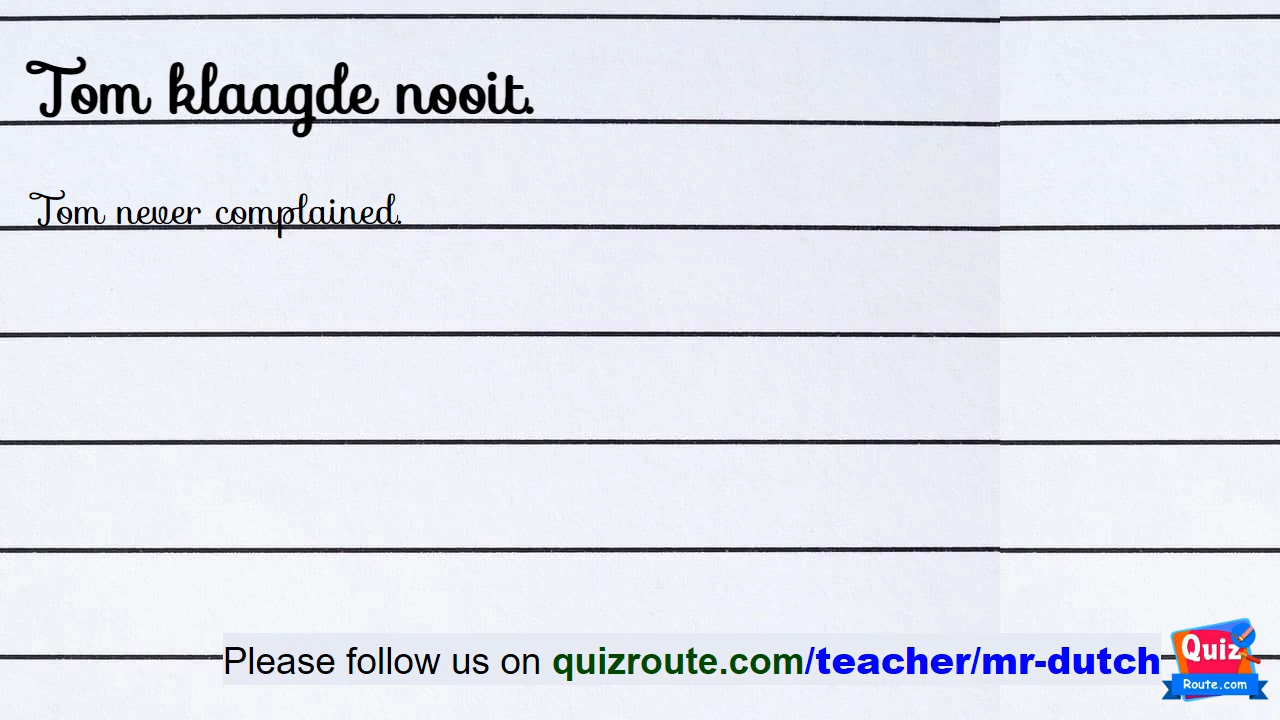 Tom klaagde nooit.
Tom never complained.
Please follow us on quizroute.com/teacher/mr-dutch
Quiz
Route.com